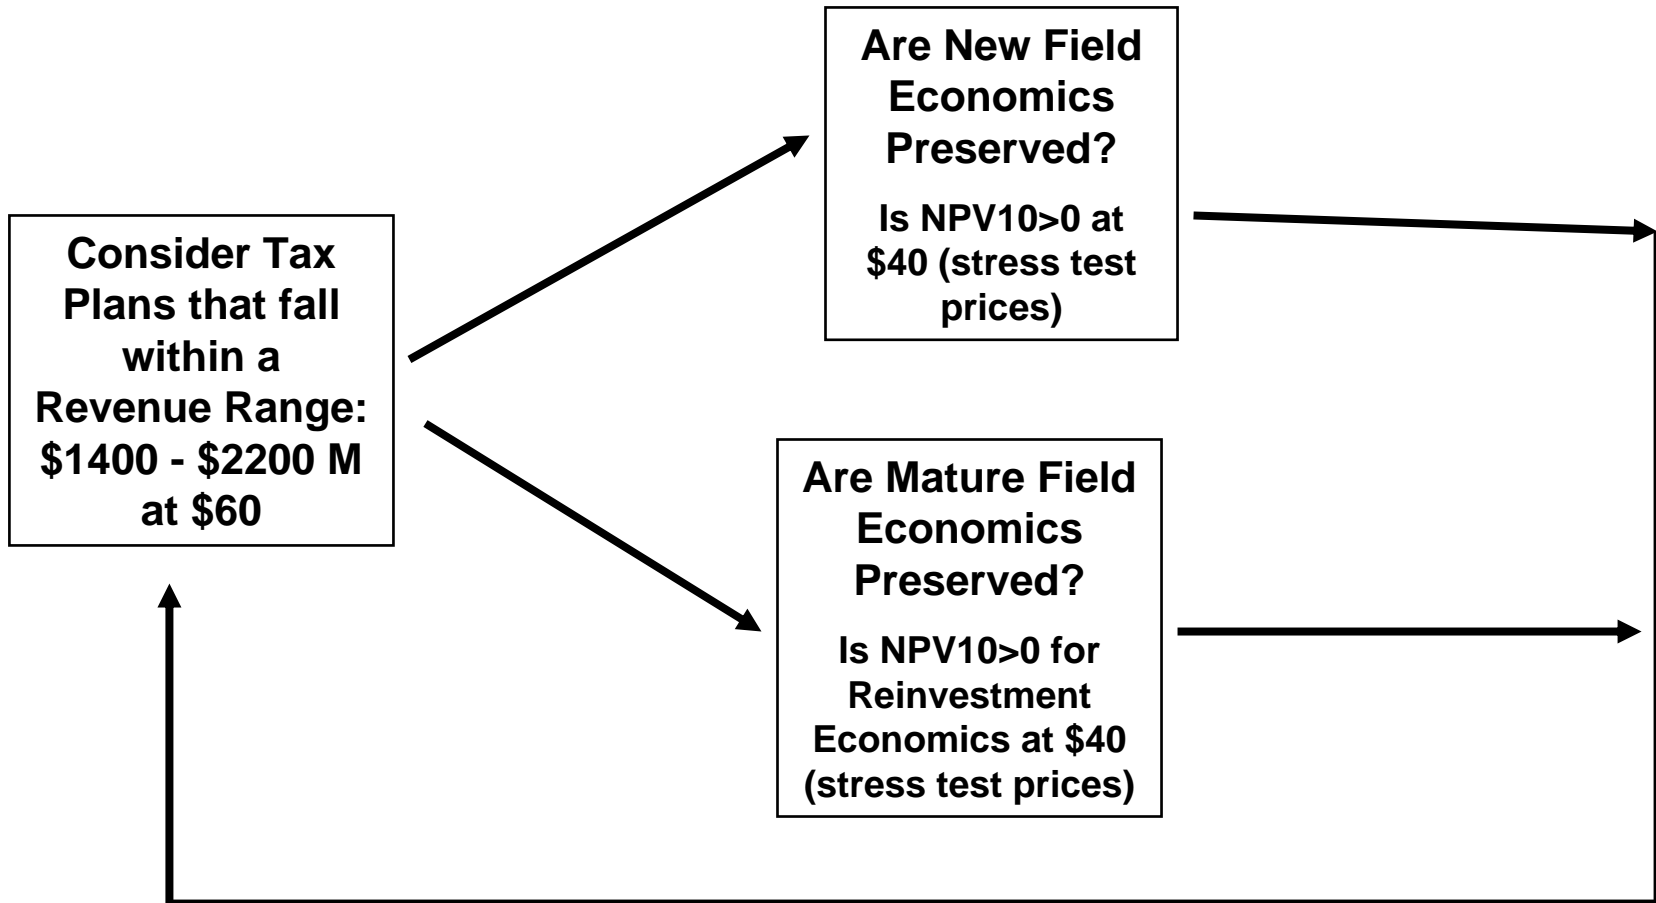 Consider Tax
Plans that fall
within a
Revenue Range:
$1400 - $2200 M
at $60
Are New Field
Economics
Preserved?
Is NPV10>0 at
$40 (stress test
prices)
Are Mature Field
Economics
Preserved?
Is NPV10>0 for
Reinvestment
Economics at $40
(stress test prices)